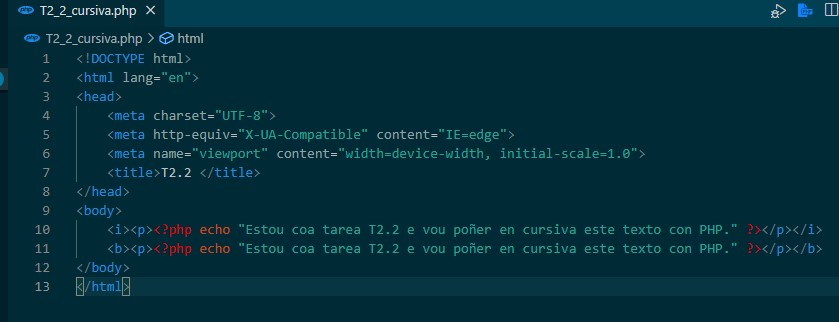 php T2_2_cursiva.php ×
php T2_2_cursiva.php > html
1 <!DOCTYPE html>
2 <html lang="en">
3 <head>
4 <meta charset="UTF-8">
5 <meta http-equiv="X-UA-Compatible" content="IE=edge">
6 <meta name="viewport" content="width=device-width, initial-scale=1.0">
7 <title>T2.2 </title>
8 </head>
9 <body>
10 <i><p><?php echo "Estou coa tarea T2.2 e vou poñer en cursiva este texto con PHP." ?></p></i>
11 <b><p><?php echo "Estou coa tarea T2.2 e vou poñer en cursiva este texto con PHP." ?></p></b>
12 </body>
13 </html>